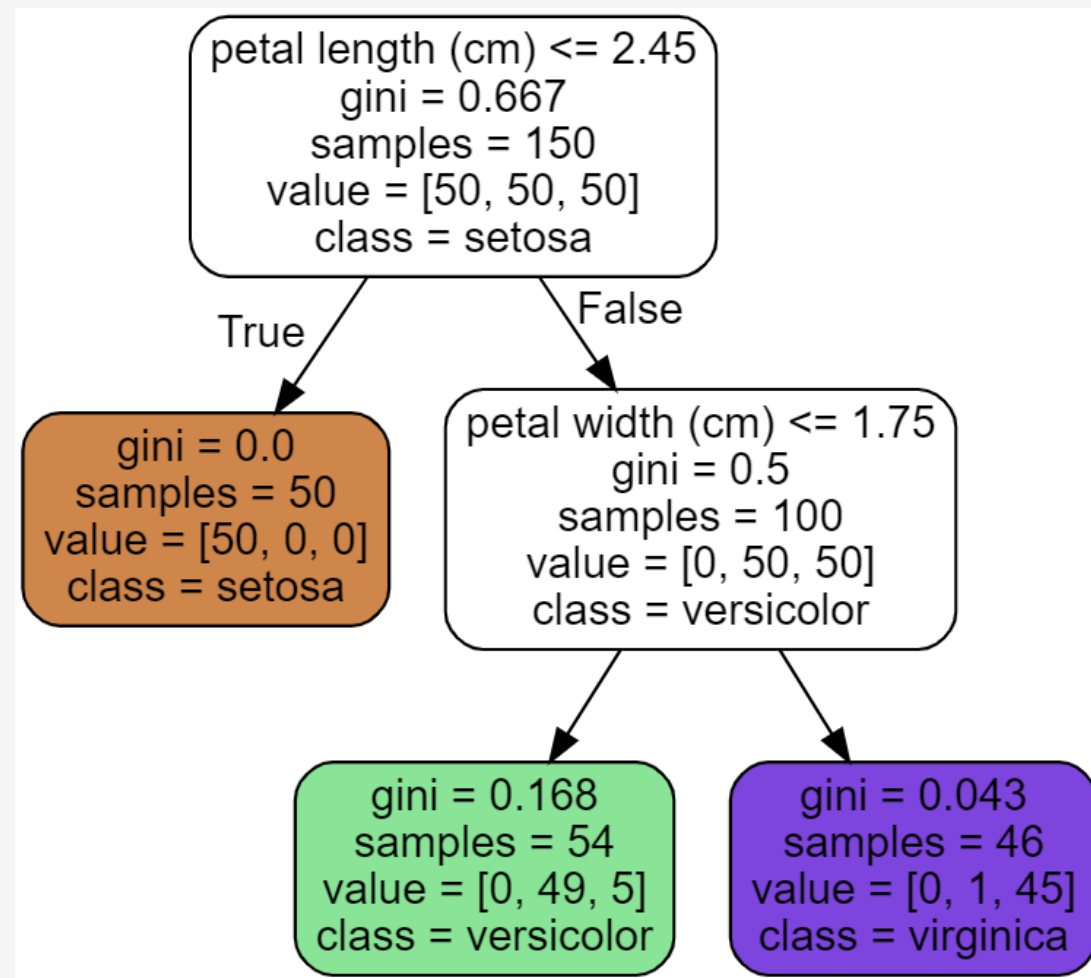 petal length (cm) <= 2.45
gini = 0.667
samples = 150
value = [50, 50, 50]
class = setosa
True
False
gini = 0.0
samples = 50
value = [50, 0, 0]
class = setosa
petal width (cm) <= 1.75
gini = 0.5
samples = 100
value = [0, 50, 50]
class = versicolor
gini = 0.168
samples = 54
value = [0, 49, 5]
class = versicolor
gini = 0.043
samples = 46
value = [0, 1, 45]
class = virginica